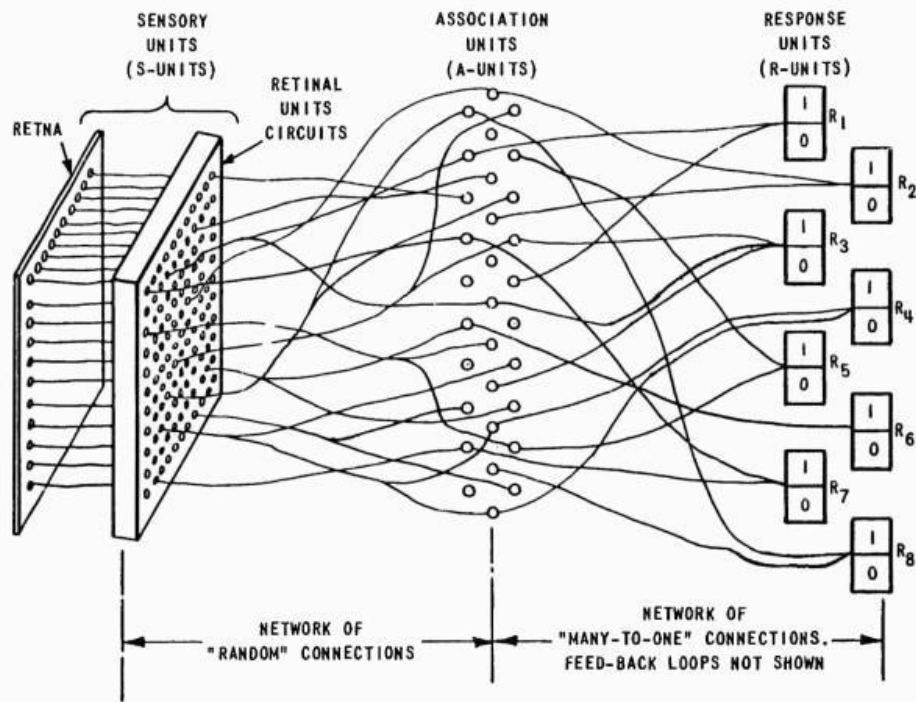 SENSORY
UNITS
(S-UNITS)
ASSOCIATION
UNITS
(A-UNITS)
RESPONSE
UNITS
(R-UNITS)
RETINAL
UNITS
CIRCUITS
RETNA
1
0
R1
1
0
R2
1
0
R3
1
0
R4
1
0
R5
1
0
R6
1
0
R7
1
0
R8
NETWORK OF
"RANDOM" CONNECTIONS
NETWORK OF
"MANY-TO-ONE" CONNECTIONS.
FEED-BACK LOOPS NOT SHOWN